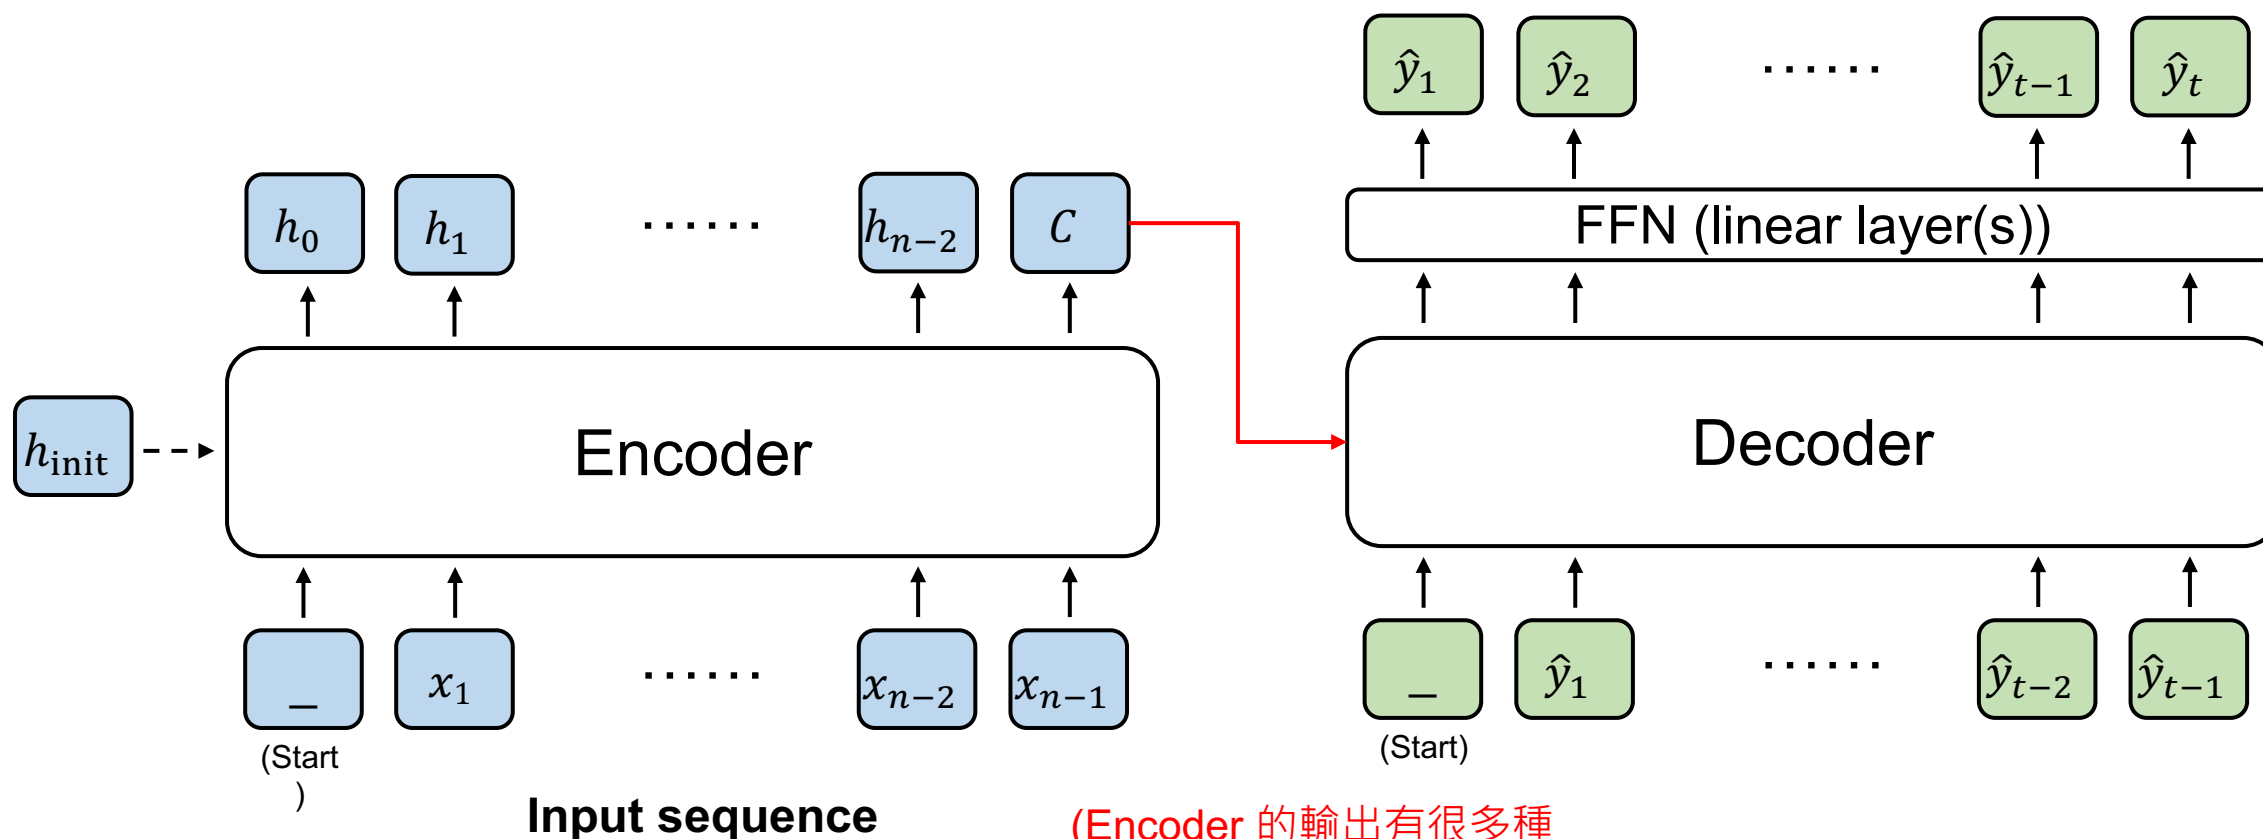 ŷ₁ ŷ₂ ⋯⋯ ŷₜ₋₁ ŷₜ
h₀ h₁ ⋯⋯ hₙ₋₂ C
FFN (linear layer(s))
h_init
Encoder
Decoder
_ x₁ ⋯⋯ xₙ₋₂ xₙ₋₁
_ ŷ₁ ⋯⋯ ŷₜ₋₂ ŷₜ₋₁
(Start
)
(Start)
Input sequence
(Encoder 的輸出有很多種